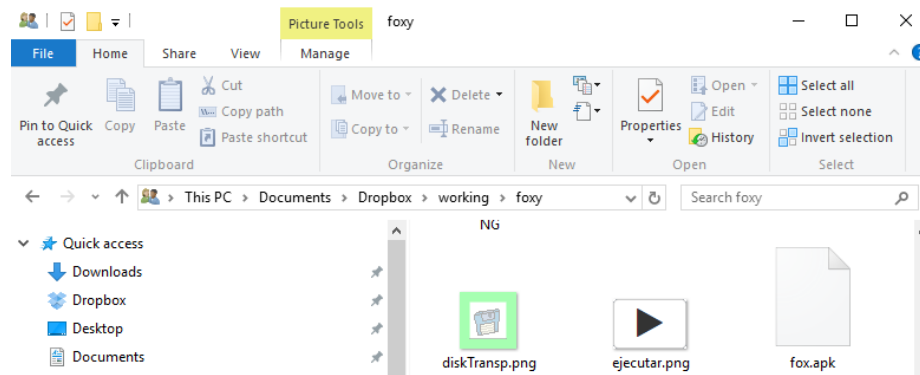 Picture Tools foxy
File Home Share View Manage
Pin to Quick access
Copy
Paste
Cut
Copy path
Paste shortcut
Clipboard
Move to
Copy to
Delete
Rename
Organize
New folder
New
Properties
Open
Edit
History
Open
Select all
Select none
Invert selection
Select
This PC > Documents > Dropbox > working > foxy
Search foxy
Quick access
Downloads
Dropbox
Desktop
Documents
NG
diskTransp.png
ejecutar.png
fox.apk